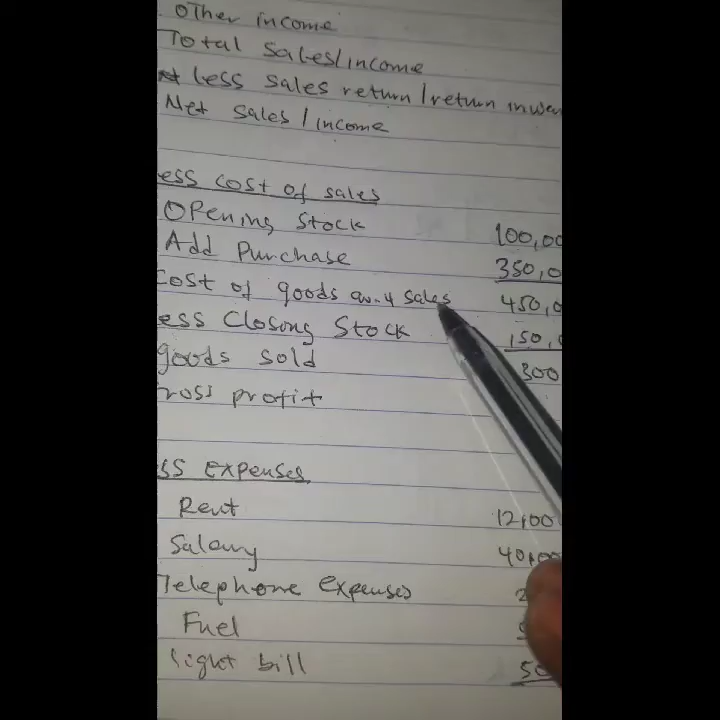 Other income
Total Sales/income
Less sales return/return inwa
Net sales/income
ess cost of sales
Opening Stock 100,00
Add Purchase 350,0
Cost of goods av. 4 sales 450,0
ess Closing Stock 150,
goods sold 300
ross profit
ss Expenses
Rent 12,00
Salary 40,00
Telephone Expenses 2
Fuel
light bill 50